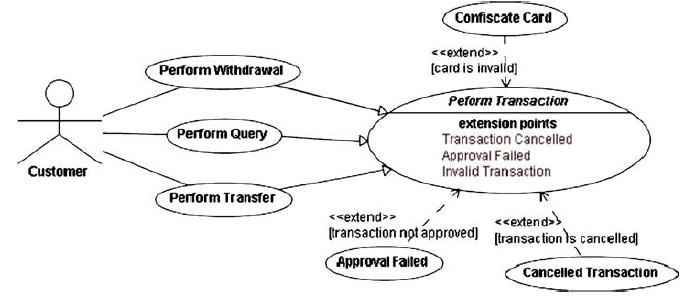 Confiscate Card
<<extend>>
[card is invalid]
Perform Withdrawal
Peform Transaction
extension points
Transaction Cancelled
Approval Failed
Invalid Transaction
Perform Query
Customer
Perform Transfer
<<extend>>
[transaction not approved]
<<extend>>
[transaction is cancelled]
Approval Failed
Cancelled Transaction